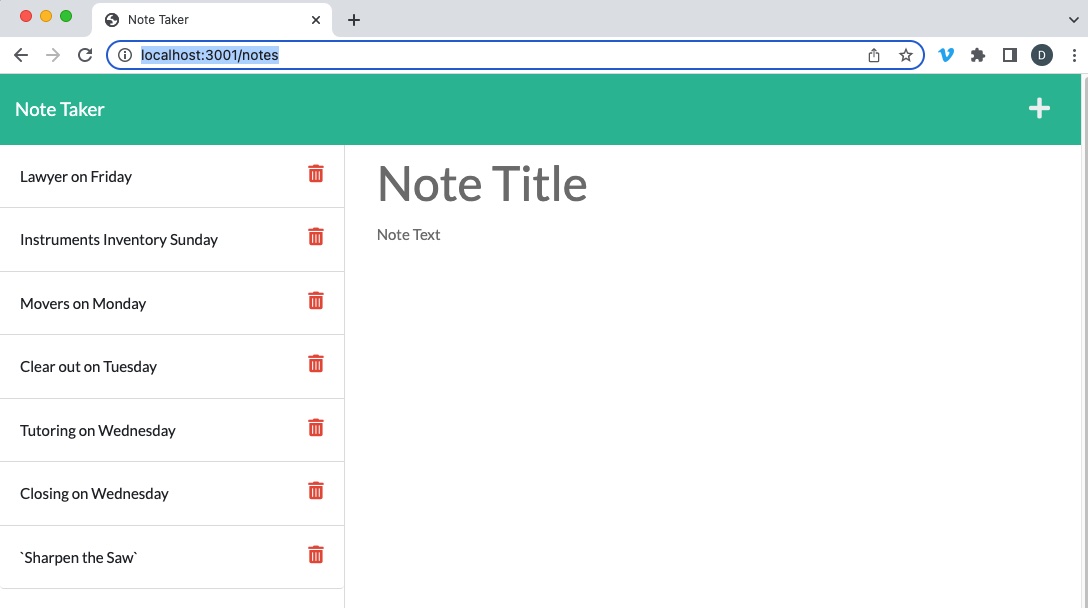 Note Taker
localhost:3001/notes
D
Note Taker
Lawyer on Friday
Instruments Inventory Sunday
Movers on Monday
Clear out on Tuesday
Tutoring on Wednesday
Closing on Wednesday
`Sharpen the Saw`
Note Title
Note Text